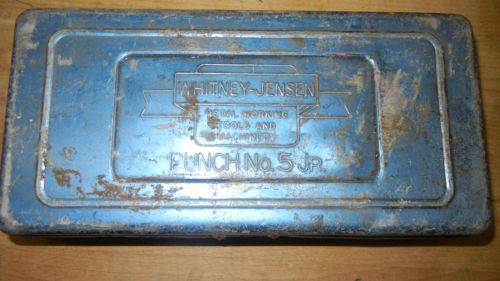 WHITNEY-JENSEN
METAL WORKING
TOOLS AND
MACHINERY
PUNCH NO. 5 JR.